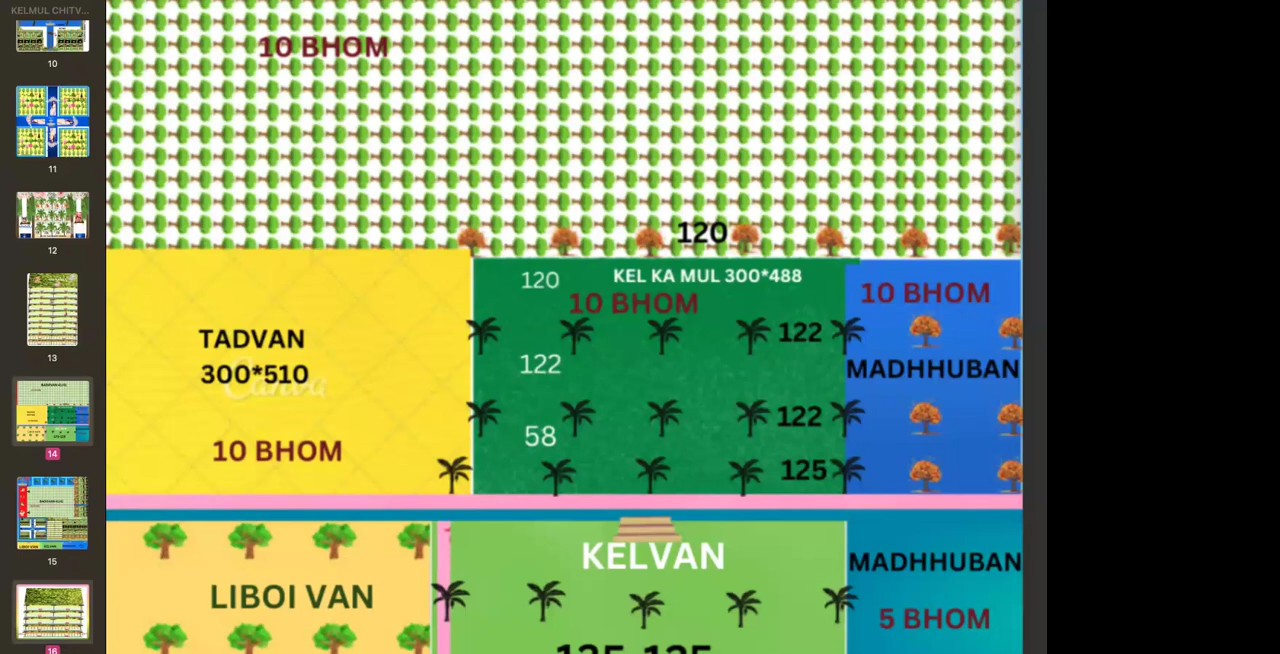 KELMUL CHITV...
10
11
12
13
14
15
16
10 BHOM
120
120
KEL KA MUL 300*488
10 BHOM
10 BHOM
TADVAN
300*510
122
122
MADHHUBAN
Canva
122
58
10 BHOM
125
LIBOI VAN
KELVAN
MADHHUBAN
5 BHOM